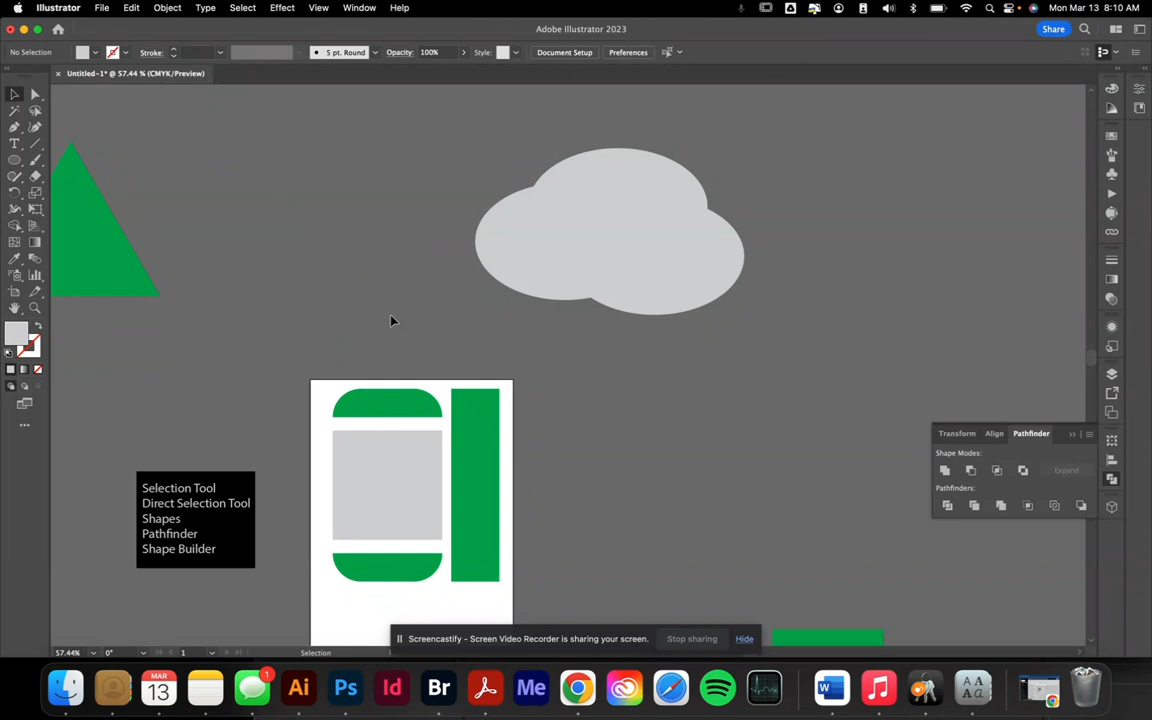 Illustrator File Edit Object Type Select Effect View Window Help Mon Mar 13 8:10 AM
Adobe Illustrator 2023 Share
No Selection Stroke: 5 pt. Round Opacity: 100% Style: Document Setup Preferences
Untitled-1* @ 57.44 % (CMYK/Preview)
Transform Align Pathfinder
Shape Modes:
Expand
Pathfinders:
Selection Tool
Direct Selection Tool
Shapes
Pathfinder
Shape Builder
Screencastify - Screen Video Recorder is sharing your screen. Stop sharing Hide
57.44% 0° 1 Selection
MAR
13
1
Ai Ps Id Br Me W
A A
A G